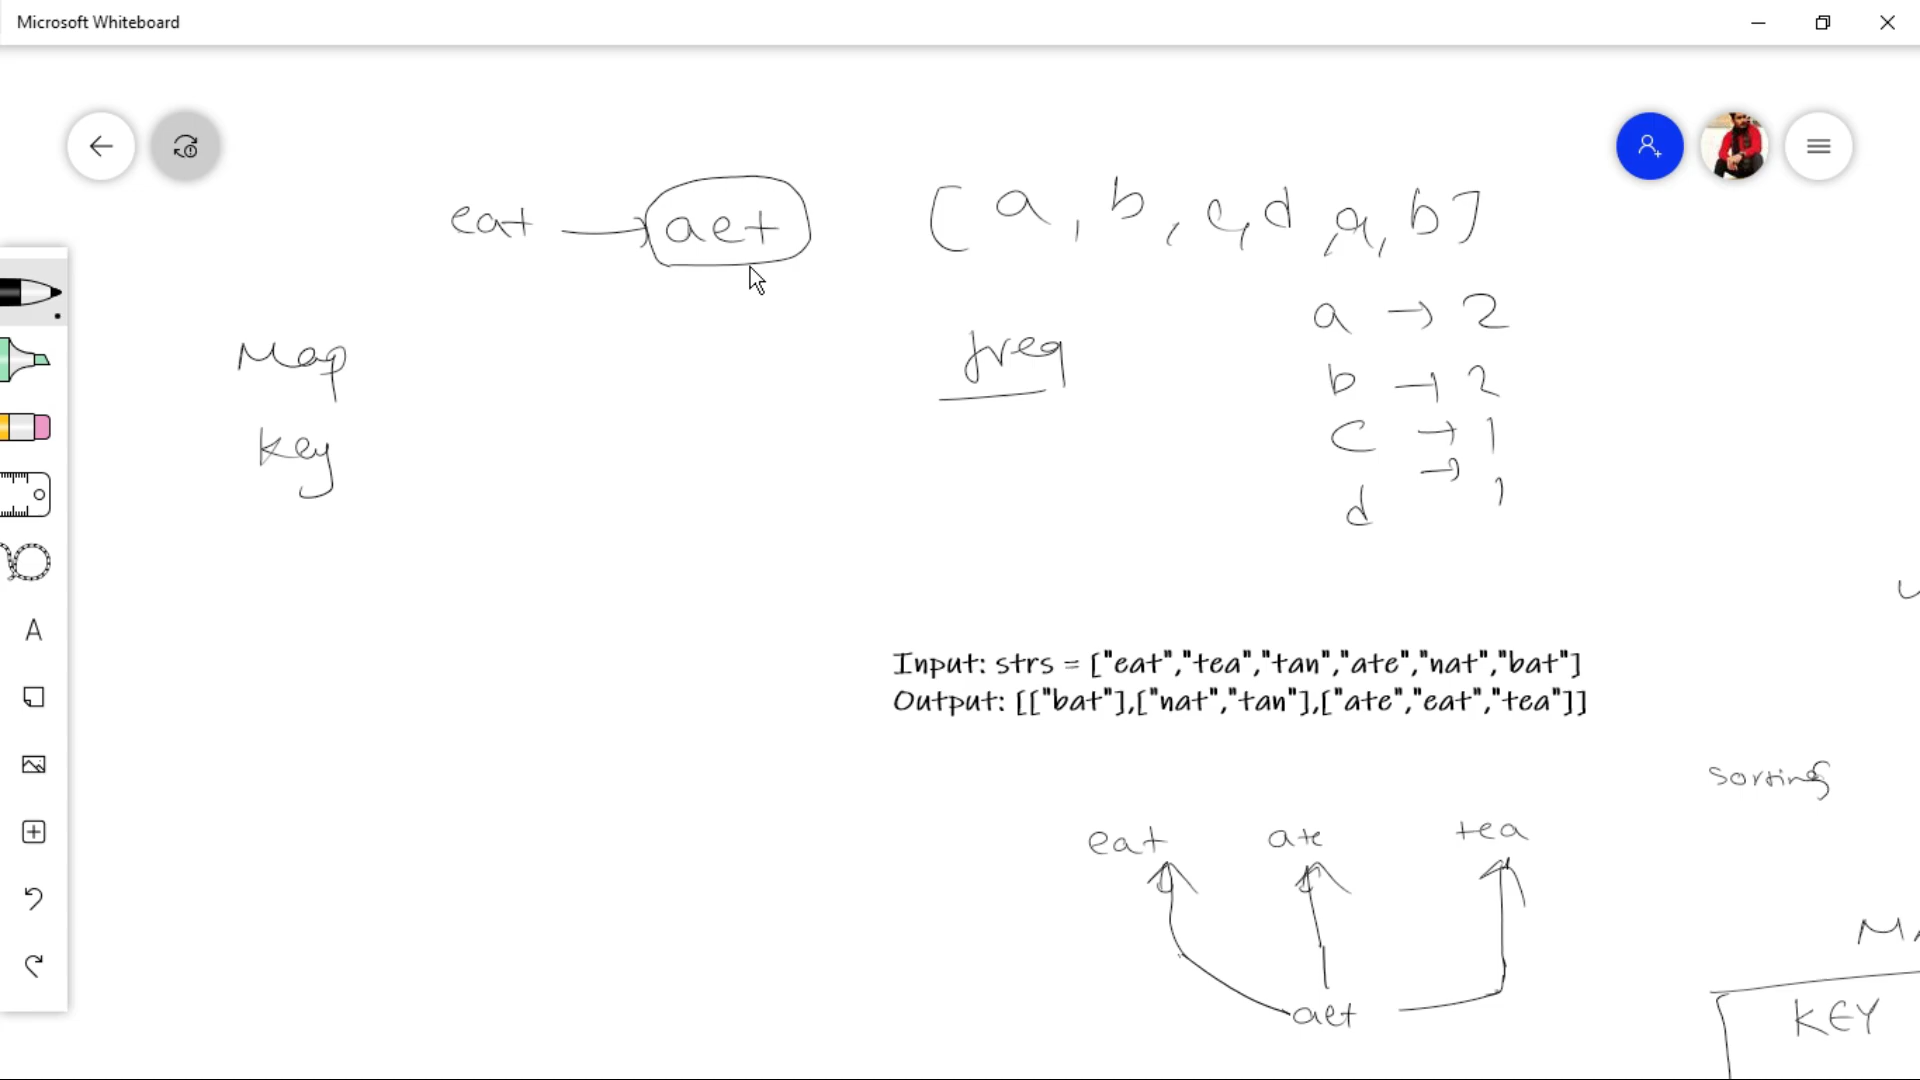 Microsoft Whiteboard
eat → aet
[a, b, c, d, a, b]
a → 2
Map
freq
b → 2
Key
c → 1
d → 1
Input: strs = ["eat","tea","tan","ate","nat","bat"]
Output: [["bat"],["nat","tan"],["ate","eat","tea"]]
sorting
eat ate tea
aet
KEY
A